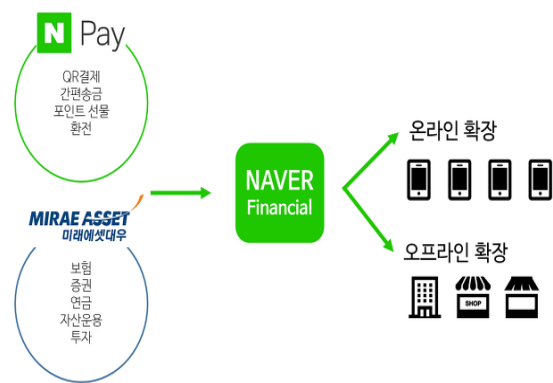 N Pay
QR결제
간편송금
포인트 선물
환전
MIRAE ASSET
미래에셋대우
보험
증권
연금
자산운용
투자
NAVER
Financial
온라인 확장
오프라인 확장
SHOP